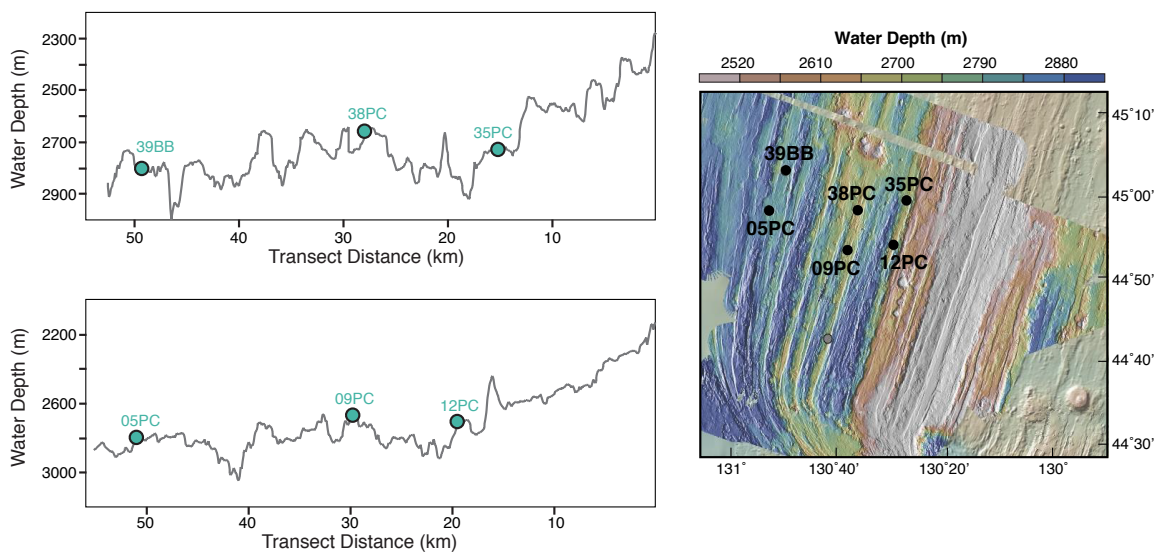 Water Depth (m)
2300
2500
2700
2900
39BB
38PC
35PC
50
40
30
20
10
Transect Distance (km)
Water Depth (m)
2200
2600
3000
05PC
09PC
12PC
50
40
30
20
10
Transect Distance (km)
Water Depth (m)
2520 2610 2700 2790 2880
39BB
38PC
35PC
05PC
09PC
12PC
45˚10'
45˚00'
44˚50'
44˚40'
44˚30'
131˚ 130˚40' 130˚20' 130˚